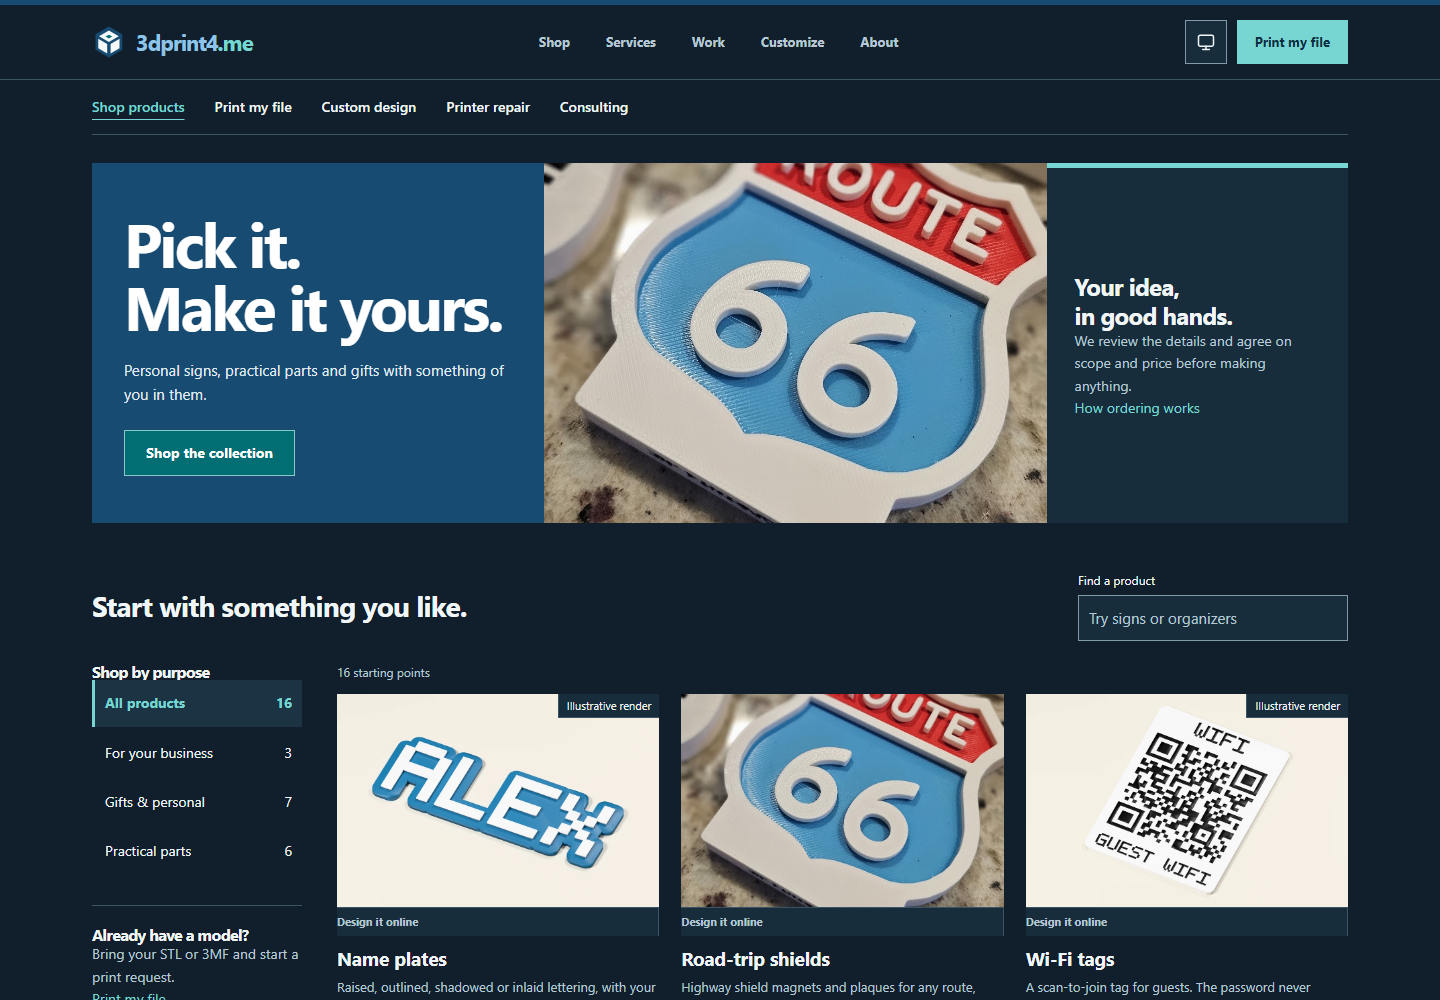 3dprint4.me
Shop
Services
Work
Customize
About
Print my file
Shop products
Print my file
Custom design
Printer repair
Consulting
Pick it.
Make it yours.
Personal signs, practical parts and gifts with something of
you in them.
Shop the collection
ROUTE
66
Your idea,
in good hands.
We review the details and agree on
scope and price before making
anything.
How ordering works
Start with something you like.
Find a product
Try signs or organizers
Shop by purpose
All products 16
For your business 3
Gifts & personal 7
Practical parts 6
Already have a model?
Bring your STL or 3MF and start a
print request.
Print my file
16 starting points
Illustrative render
ALEX
Design it online
Name plates
Raised, outlined, shadowed or inlaid lettering, with your
ROUTE
66
Design it online
Road-trip shields
Highway shield magnets and plaques for any route,
Illustrative render
WIFI
GUEST WIFI
Design it online
Wi-Fi tags
A scan-to-join tag for guests. The password never